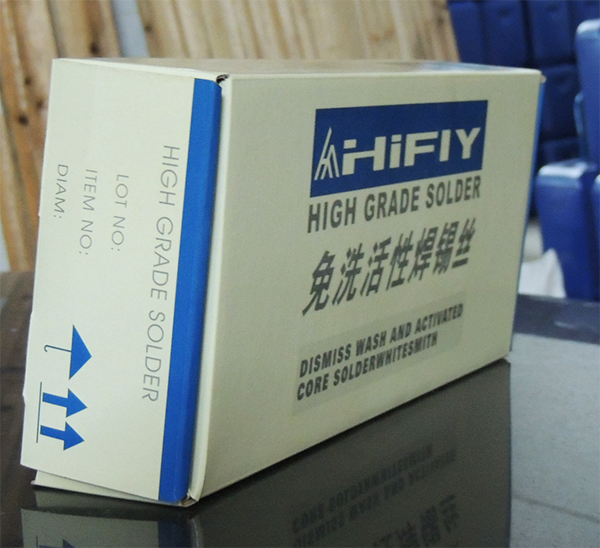 HiFlY
HIGH GRADE SOLDER
免洗活性焊锡丝
DISMISS WASH AND ACTIVATED
CORE SOLDERWHITESMITH
HIGH GRADE SOLDER
LOT NO:
ITEM NO:
DIAM: